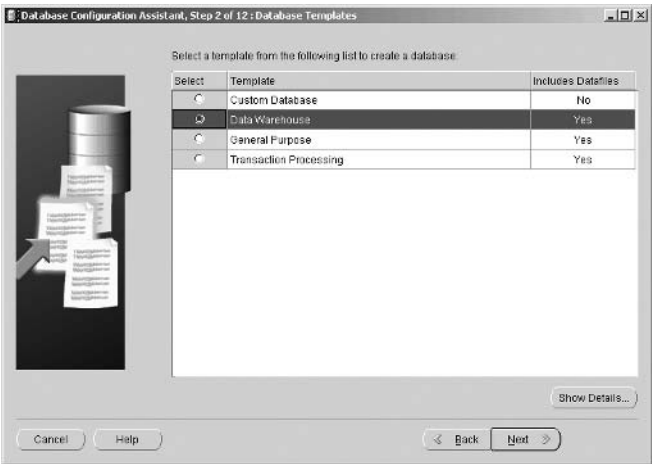 Database Configuration Assistant, Step 2 of 12 : Database Templates
Select a template from the following list to create a database:
Select Template Includes Datafiles
Custom Database No
Data Warehouse Yes
General Purpose Yes
Transaction Processing Yes
Show Details...
Cancel Help Back Next